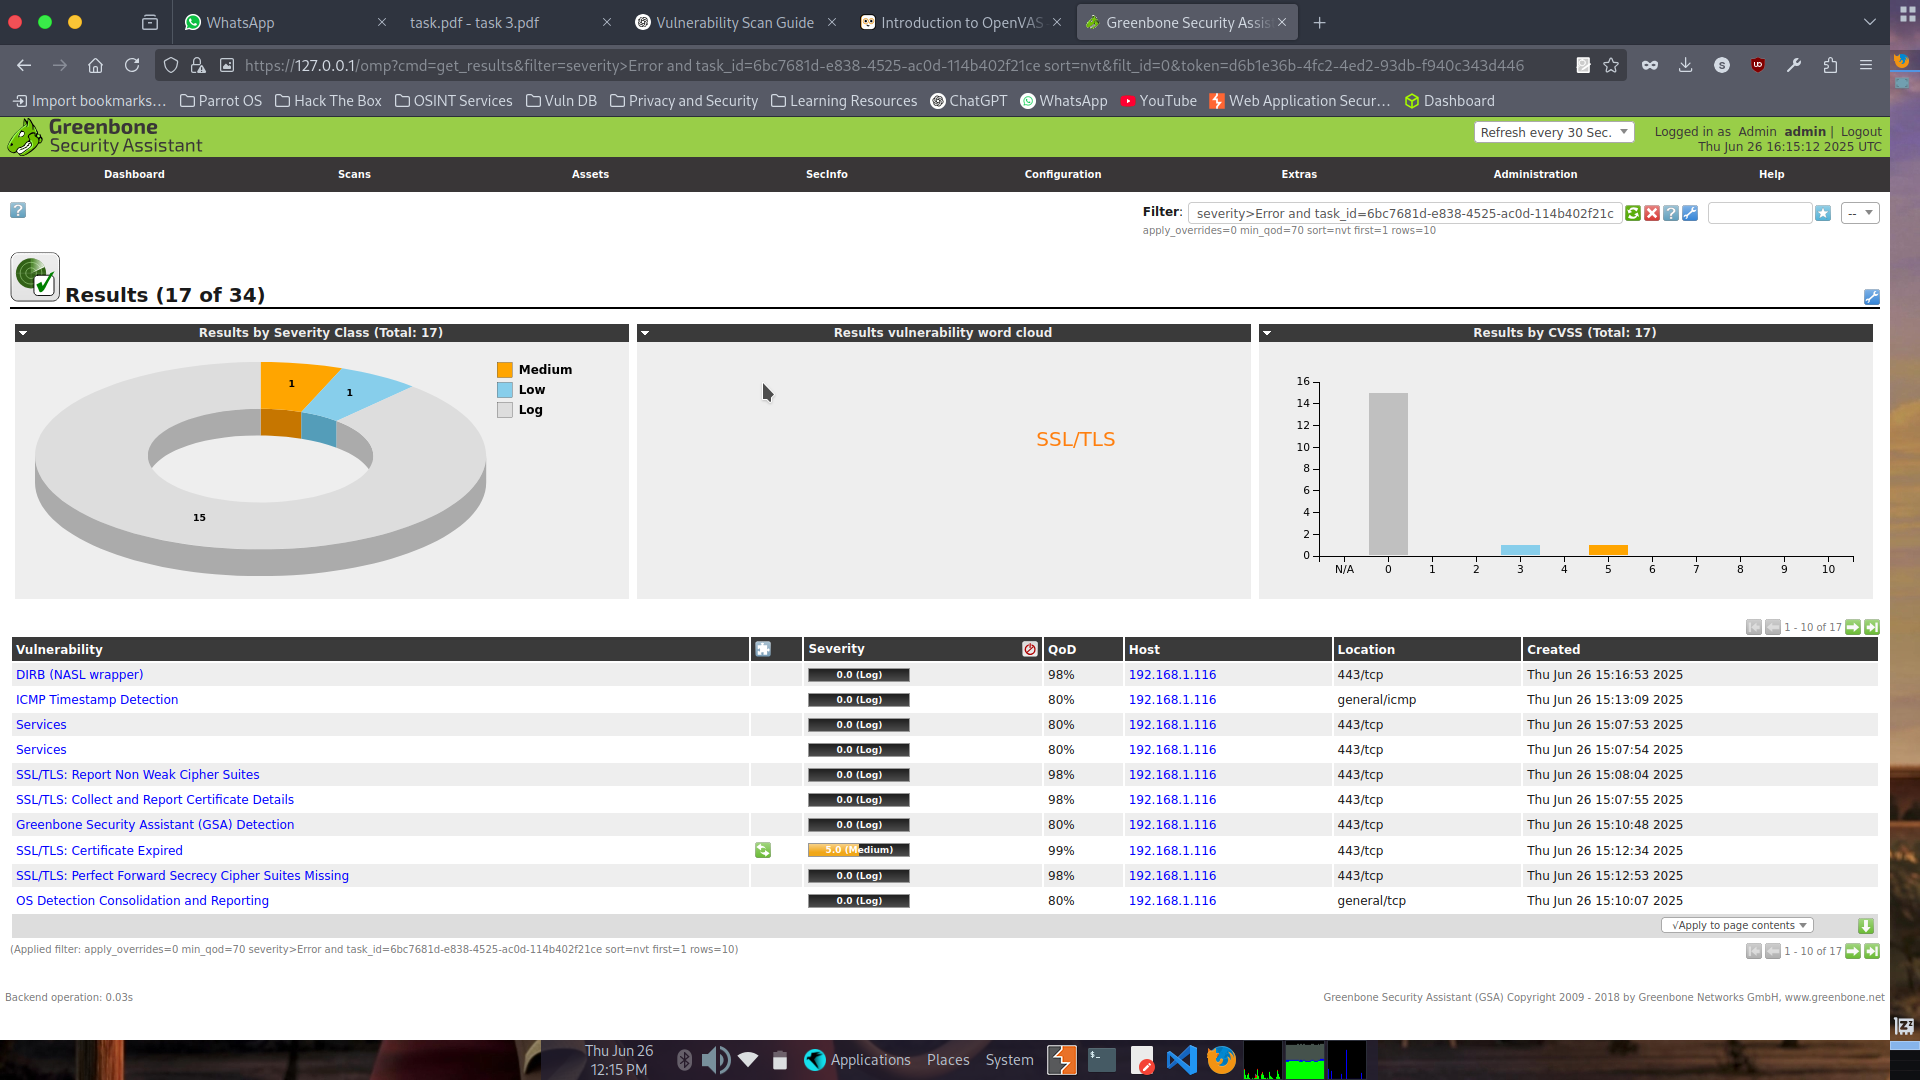 WhatsApp
task.pdf - task 3.pdf
Vulnerability Scan Guide
Introduction to OpenVAS
Greenbone Security Assis
https://127.0.0.1/omp?cmd=get_results&filter=severity>Error and task_id=6bc7681d-e838-4525-ac0d-114b402f21ce sort=nvt&filt_id=0&token=d6b1e36b-4fc2-4ed2-93db-f940c343d446
S
Import bookmarks…
Parrot OS
Hack The Box
OSINT Services
Vuln DB
Privacy and Security
Learning Resources
ChatGPT
WhatsApp
YouTube
Web Application Secur…
Dashboard
Greenbone
Security Assistant
Refresh every 30 Sec.
Logged in as Admin admin | Logout
Thu Jun 26 16:15:12 2025 UTC
Dashboard
Scans
Assets
SecInfo
Configuration
Extras
Administration
Help
Filter: severity>Error and task_id=6bc7681d-e838-4525-ac0d-114b402f21c
--
apply_overrides=0 min_qod=70 sort=nvt first=1 rows=10
Results (17 of 34)
Results by Severity Class (Total: 17)
Medium
Low
Log
1
1
15
Results vulnerability word cloud
SSL/TLS
Results by CVSS (Total: 17)
16
14
12
10
8
6
4
2
0
N/A 0 1 2 3 4 5 6 7 8 9 10
1 - 10 of 17
Vulnerability Severity QoD Host Location Created
DIRB (NASL wrapper) 0.0 (Log) 98% 192.168.1.116 443/tcp Thu Jun 26 15:16:53 2025
ICMP Timestamp Detection 0.0 (Log) 80% 192.168.1.116 general/icmp Thu Jun 26 15:13:09 2025
Services 0.0 (Log) 80% 192.168.1.116 443/tcp Thu Jun 26 15:07:53 2025
Services 0.0 (Log) 80% 192.168.1.116 443/tcp Thu Jun 26 15:07:54 2025
SSL/TLS: Report Non Weak Cipher Suites 0.0 (Log) 98% 192.168.1.116 443/tcp Thu Jun 26 15:08:04 2025
SSL/TLS: Collect and Report Certificate Details 0.0 (Log) 98% 192.168.1.116 443/tcp Thu Jun 26 15:07:55 2025
Greenbone Security Assistant (GSA) Detection 0.0 (Log) 80% 192.168.1.116 443/tcp Thu Jun 26 15:10:48 2025
SSL/TLS: Certificate Expired 5.0 (Medium) 99% 192.168.1.116 443/tcp Thu Jun 26 15:12:34 2025
SSL/TLS: Perfect Forward Secrecy Cipher Suites Missing 0.0 (Log) 98% 192.168.1.116 443/tcp Thu Jun 26 15:12:53 2025
OS Detection Consolidation and Reporting 0.0 (Log) 80% 192.168.1.116 general/tcp Thu Jun 26 15:10:07 2025
√Apply to page contents
(Applied filter: apply_overrides=0 min_qod=70 severity>Error and task_id=6bc7681d-e838-4525-ac0d-114b402f21ce sort=nvt first=1 rows=10)
1 - 10 of 17
Backend operation: 0.03s
Greenbone Security Assistant (GSA) Copyright 2009 - 2018 by Greenbone Networks GmbH, www.greenbone.net
Thu Jun 26
12:15 PM
Applications
Places
System